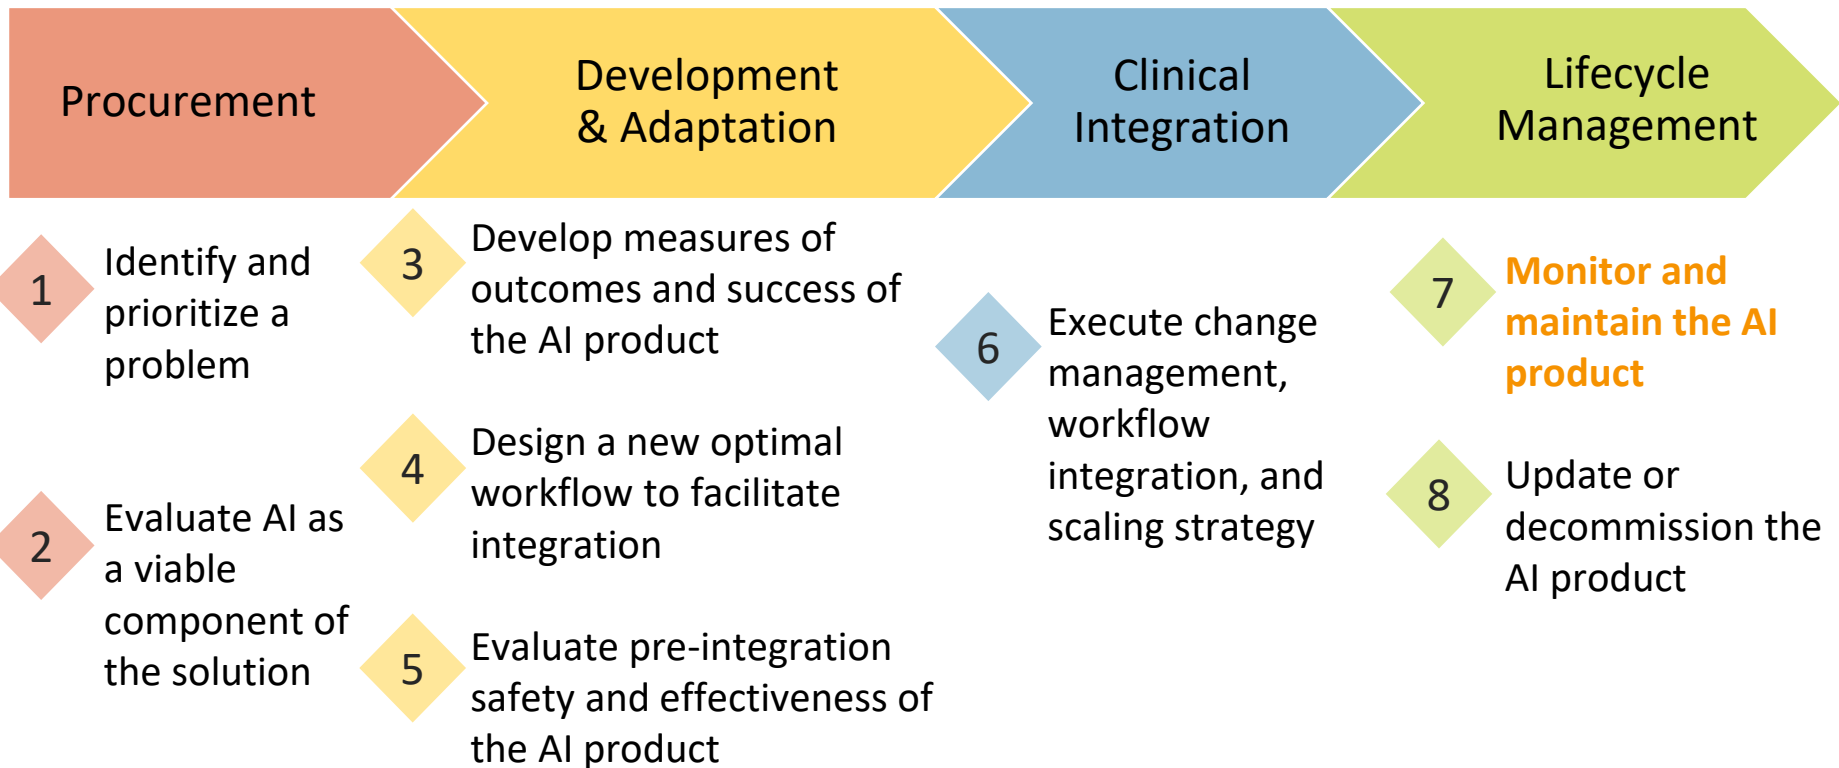 Procurement
Development
& Adaptation
Clinical
Integration
Lifecycle
Management
1
Identify and
prioritize a
problem
2
Evaluate AI as
a viable
component of
the solution
3
Develop measures of
outcomes and success of
the AI product
4
Design a new optimal
workflow to facilitate
integration
5
Evaluate pre-integration
safety and effectiveness of
the AI product
6
Execute change
management,
workflow
integration, and
scaling strategy
7
Monitor and
maintain the AI
product
8
Update or
decommission the
AI product